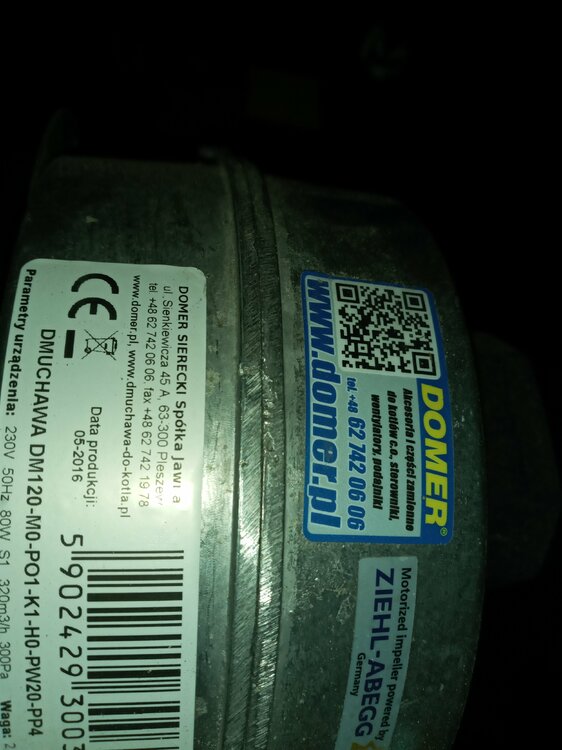 DOMER SIERECKI Spółka Jawna
ul. Sienkiewicza 45 A, 63-300 Pleszew
tel. +48 62 742 06 06, fax +48 62 742 19 78
www.domer.pl, www.dmuchawa-do-kotla.pl
CE
Data produkcji:
05-2016
5 902429 3003
DMUCHAWA DM120-M0-PO1-K1-H0-PW20-PP4
Parametry urządzenia: 230V 50Hz 80W S1 320m3/h 300Pa Waga: 2
DOMER®
Akcesoria i części zamienne
do kotłów c.o., sterowniki,
wentylatory, podajniki
tel. +48 62 742 06 06
www.domer.pl
Motorized impeller powered by
ZIEHL-ABEGG
Germany